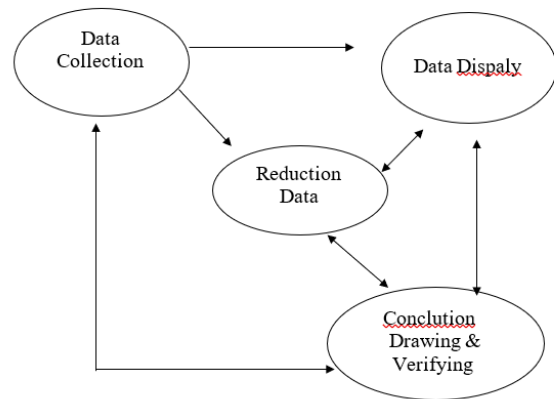 Data
Collection
Data Dispaly
Reduction
Data
Conclution
Drawing &
Verifying